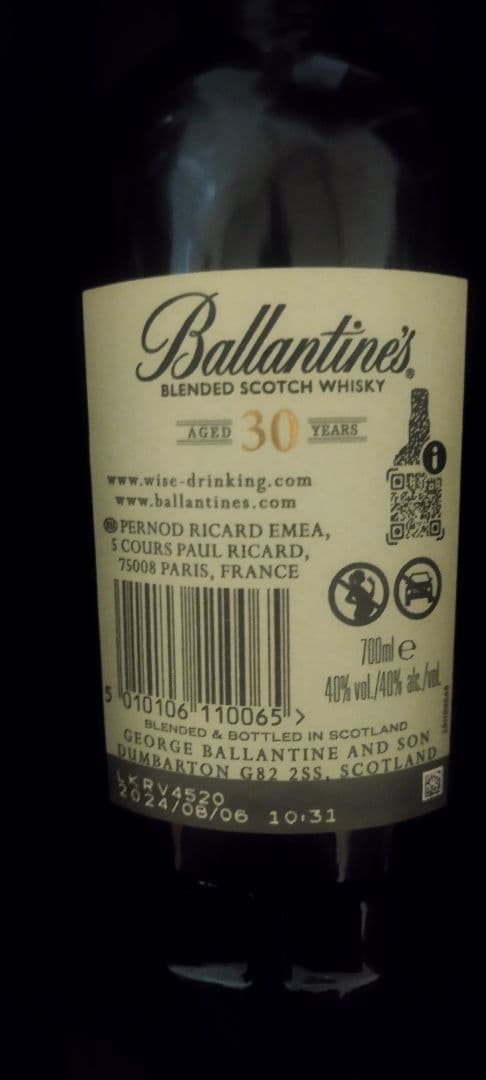 Ballantine's®
BLENDED SCOTCH WHISKY
AGED 30 YEARS
www.wise-drinking.com
www.ballantines.com
PERNOD RICARD EMEA,
5 COURS PAUL RICARD,
75008 PARIS, FRANCE
700ml e
40% vol./40% alc./vol.
5 010106 110065 >
BLENDED & BOTTLED IN SCOTLAND
GEORGE BALLANTINE AND SON
DUMBARTON G82 2SS, SCOTLAND
LKRV4520
2024/08/06 10:31